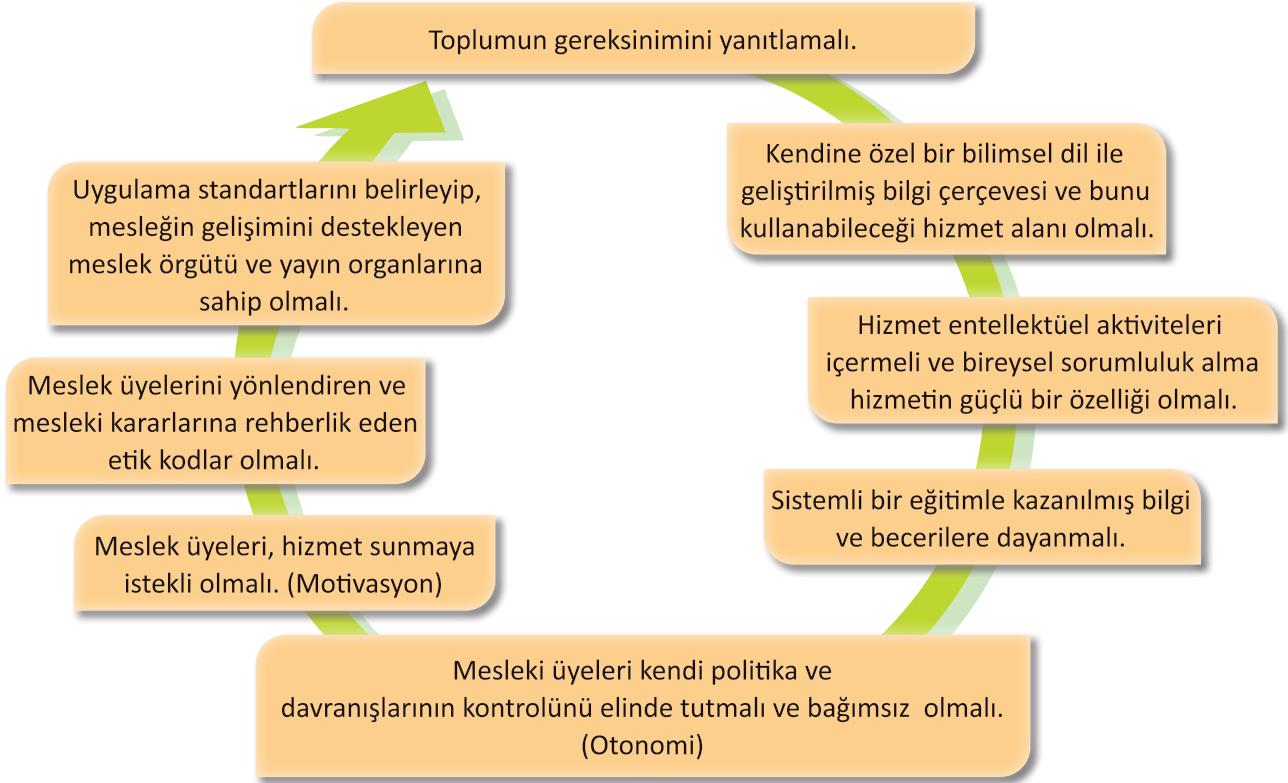 Toplumun gereksinimini yanıtlamalı.
Kendine özel bir bilimsel dil ile
geliştirilmiş bilgi çerçevesi ve bunu
kullanabileceği hizmet alanı olmalı.
Hizmet entellektüel aktiviteleri
içermeli ve bireysel sorumluluk alma
hizmetin güçlü bir özelliği olmalı.
Sistemli bir eğitimle kazanılmış bilgi
ve becerilere dayanmalı.
Mesleki üyeleri kendi politika ve
davranışlarının kontrolünü elinde tutmalı ve bağımsız olmalı.
(Otonomi)
Meslek üyeleri, hizmet sunmaya
istekli olmalı. (Motivasyon)
Meslek üyelerini yönlendiren ve
mesleki kararlarına rehberlik eden
etik kodlar olmalı.
Uygulama standartlarını belirleyip,
mesleğin gelişimini destekleyen
meslek örgütü ve yayın organlarına
sahip olmalı.